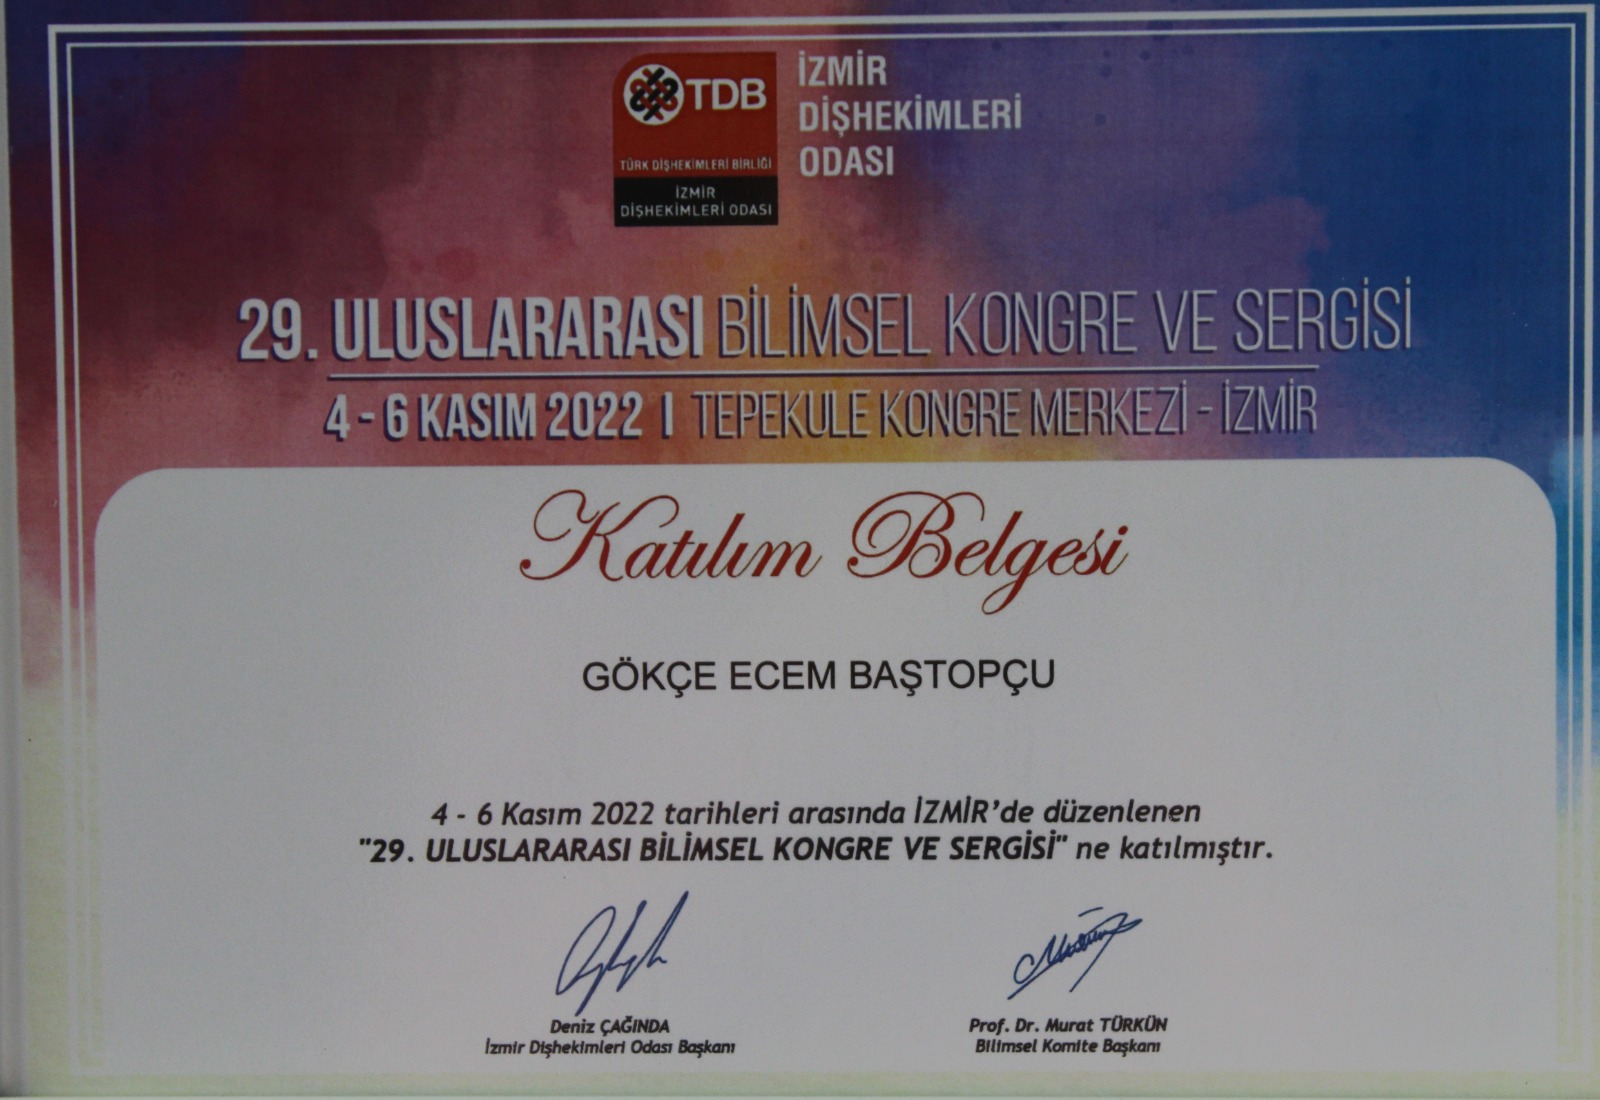 TDB
TÜRK DİŞHEKİMLERİ BİRLİĞİ
İZMİR
DİŞHEKİMLERİ ODASI
İZMİR
DİŞHEKİMLERİ
ODASI
29. ULUSLARARASI BİLİMSEL KONGRE VE SERGİSİ
4 - 6 KASIM 2022 I TEPEKULE KONGRE MERKEZİ - İZMİR
Katılım Belgesi
GÖKÇE ECEM BAŞTOPÇU
4 - 6 Kasım 2022 tarihleri arasında İZMİR'de düzenlenen
"29. ULUSLARARASI BİLİMSEL KONGRE VE SERGİSİ" ne katılmıştır.
Deniz ÇAĞINDA
İzmir Dişhekimleri Odası Başkanı
Prof. Dr. Murat TÜRKÜN
Bilimsel Komite Başkanı